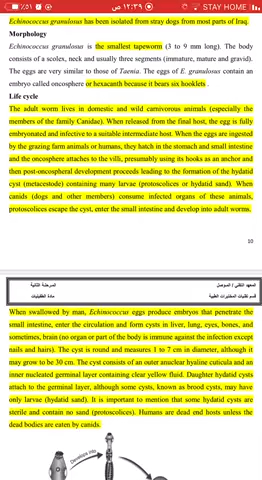 %51 ١٢:٣٩ ص STAY HOME
Echinococcus granulosus has been isolated from stray dogs from most parts of Iraq.
Morphology
Echinococcus granulosus is the smallest tapeworm (3 to 9 mm long). The body
consists of a scolex, neck and usually three segments (immature, mature and gravid).
The eggs are very similar to those of Taenia. The eggs of E. granulosus contain an
embryo called oncosphere or hexacanth because it bears six hooklets .
Life cycle
The adult worm lives in domestic and wild carnivorous animals (especially the
members of the family Canidae). When released from the final host, the egg is fully
embryonated and infective to a suitable intermediate host. When the eggs are ingested
by the grazing farm animals or humans, they hatch in the stomach and small intestine
and the oncosphere attaches to the villi, presumably using its hooks as an anchor and
then post-oncospheral development proceeds leading to the formation of the hydatid
cyst (metacestode) containing many larvae (protoscolices or hydatid sand). When
canids (dogs and other members) consume infected organs of these animals,
protoscolices escape the cyst, enter the small intestine and develop into adult worms.
10
المعهد التقني / الموصل المرحلة الثانية
قسم تقنيات المختبرات الطبية مادة الطفيليات
When swallowed by man, Echinococcus eggs produce embryos that penetrate the
small intestine, enter the circulation and form cysts in liver, lung, eyes, bones, and
sometimes, brain (no organ or part of the body is immune against the infection except
nails and hairs). The cyst is round and measures 1 to 7 cm in diameter, although it
may grow to be 30 cm. The cyst consists of an outer anuclear hyaline cuticula and an
inner nucleated germinal layer containing clear yellow fluid. Daughter hydatid cysts
attach to the germinal layer, although some cysts, known as brood cysts, may have
only larvae (hydatid sand). It is important to mention that some hydatid cysts are
sterile and contain no sand (protoscolices). Humans are dead end hosts unless the
dead bodies are eaten by canids.
Develops into